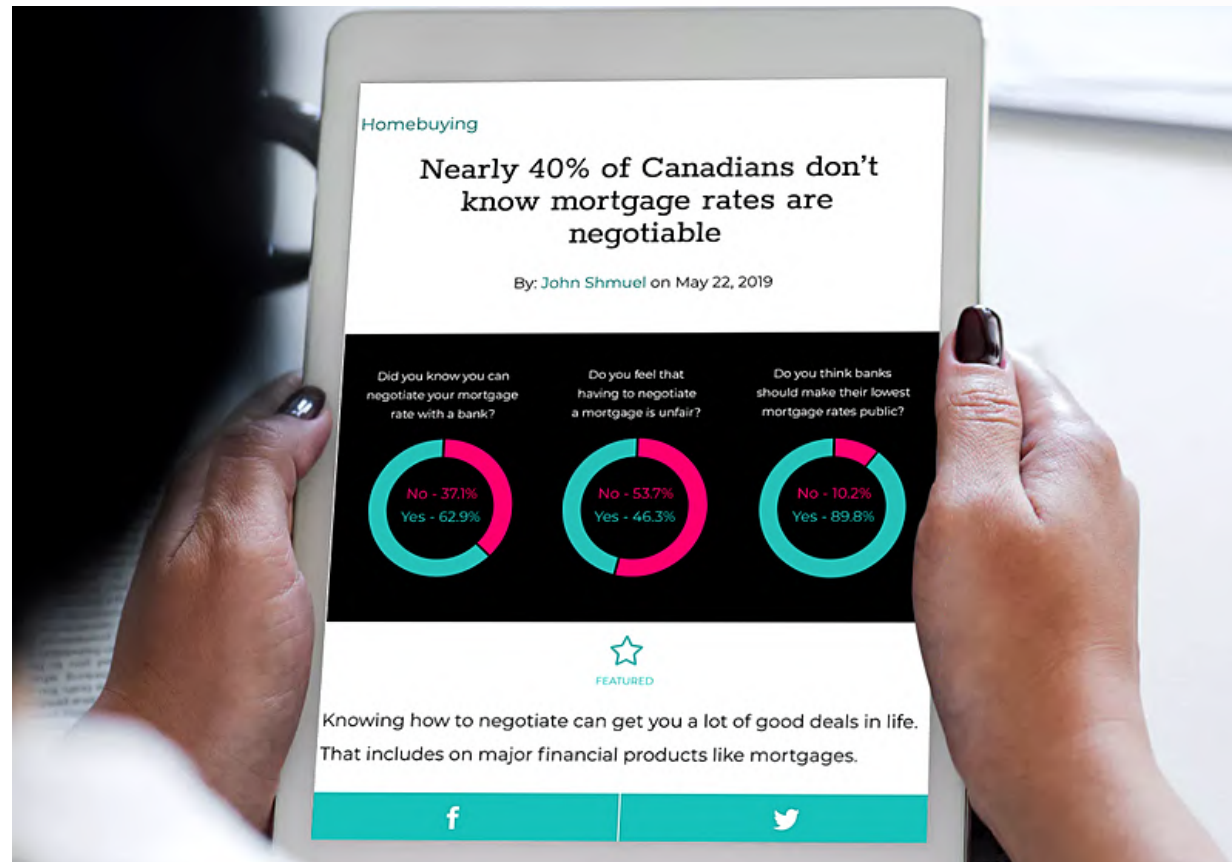 Homebuying
Nearly 40% of Canadians don't
know mortgage rates are
negotiable
By: John Shmuel on May 22, 2019
Did you know you can
negotiate your mortgage
rate with a bank?
No - 37.1%
Yes - 62.9%
Do you feel that
having to negotiate
a mortgage is unfair?
No - 53.7%
Yes - 46.3%
Do you think banks
should make their lowest
mortgage rates public?
No - 10.2%
Yes - 89.8%
FEATURED
Knowing how to negotiate can get you a lot of good deals in life.
That includes on major financial products like mortgages.
f